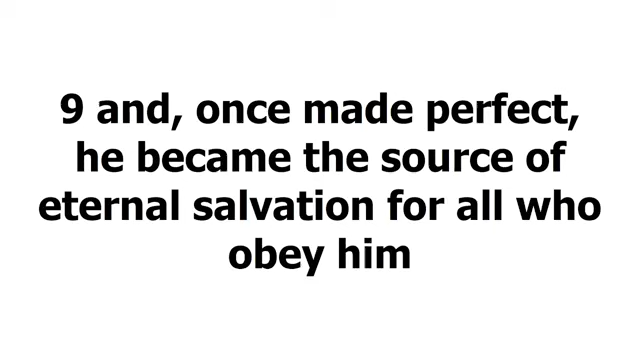 9 and, once made perfect,
he became the source of
eternal salvation for all who
obey him